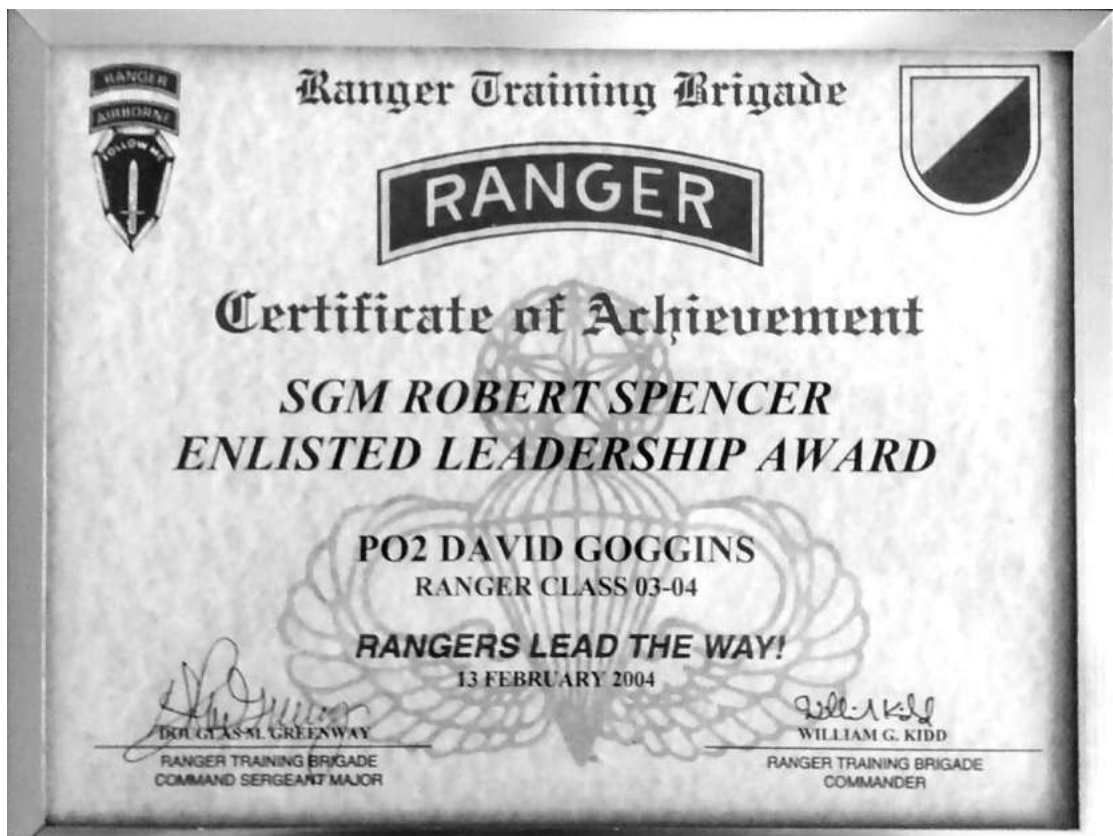 RANGER
AIRBORNE
FOLLOW ME
Ranger Training Brigade
RANGER
Certificate of Achievement
SGM ROBERT SPENCER
ENLISTED LEADERSHIP AWARD
PO2 DAVID GOGGINS
RANGER CLASS 03-04
RANGERS LEAD THE WAY!
13 FEBRUARY 2004
DOUGLAS M. GREENWAY
RANGER TRAINING BRIGADE
COMMAND SERGEANT MAJOR
William G Kidd
WILLIAM G. KIDD
RANGER TRAINING BRIGADE
COMMANDER